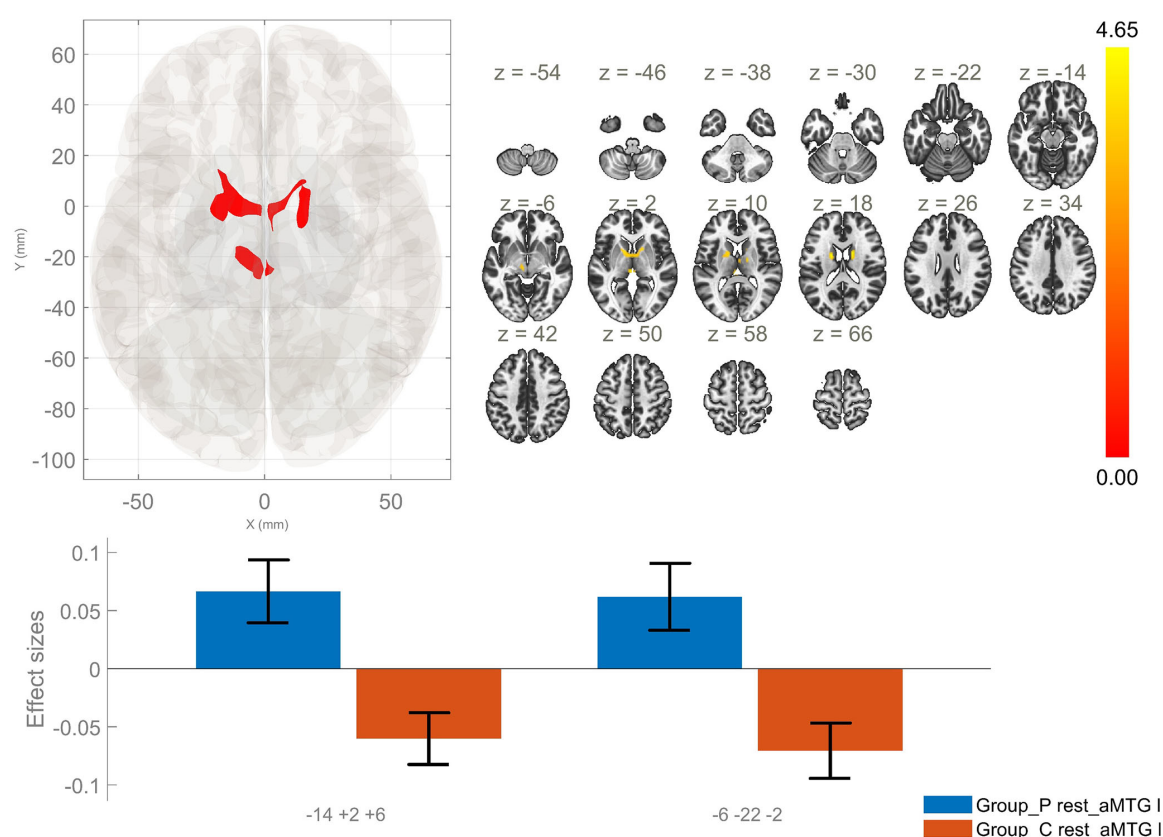 60
40
20
0
-20
-40
-60
-80
-100
Y (mm)
-50 0 50
X (mm)
z = -54 z = -46 z = -38 z = -30 z = -22 z = -14
z = -6 z = 2 z = 10 z = 18 z = 26 z = 34
z = 42 z = 50 z = 58 z = 66
4.65
0.00
Effect sizes
0.1
0.05
0
-0.05
-0.1
-14 +2 +6 -6 -22 -2
Group_P rest_aMTG l
Group_C rest_aMTG l